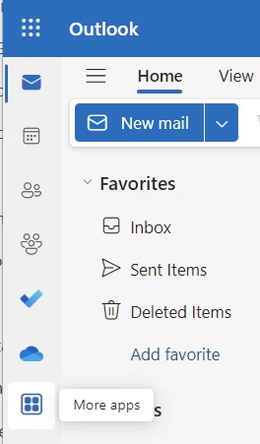 Outlook
Home View
New mail
Favorites
Inbox
Sent Items
Deleted Items
Add favorite
More apps